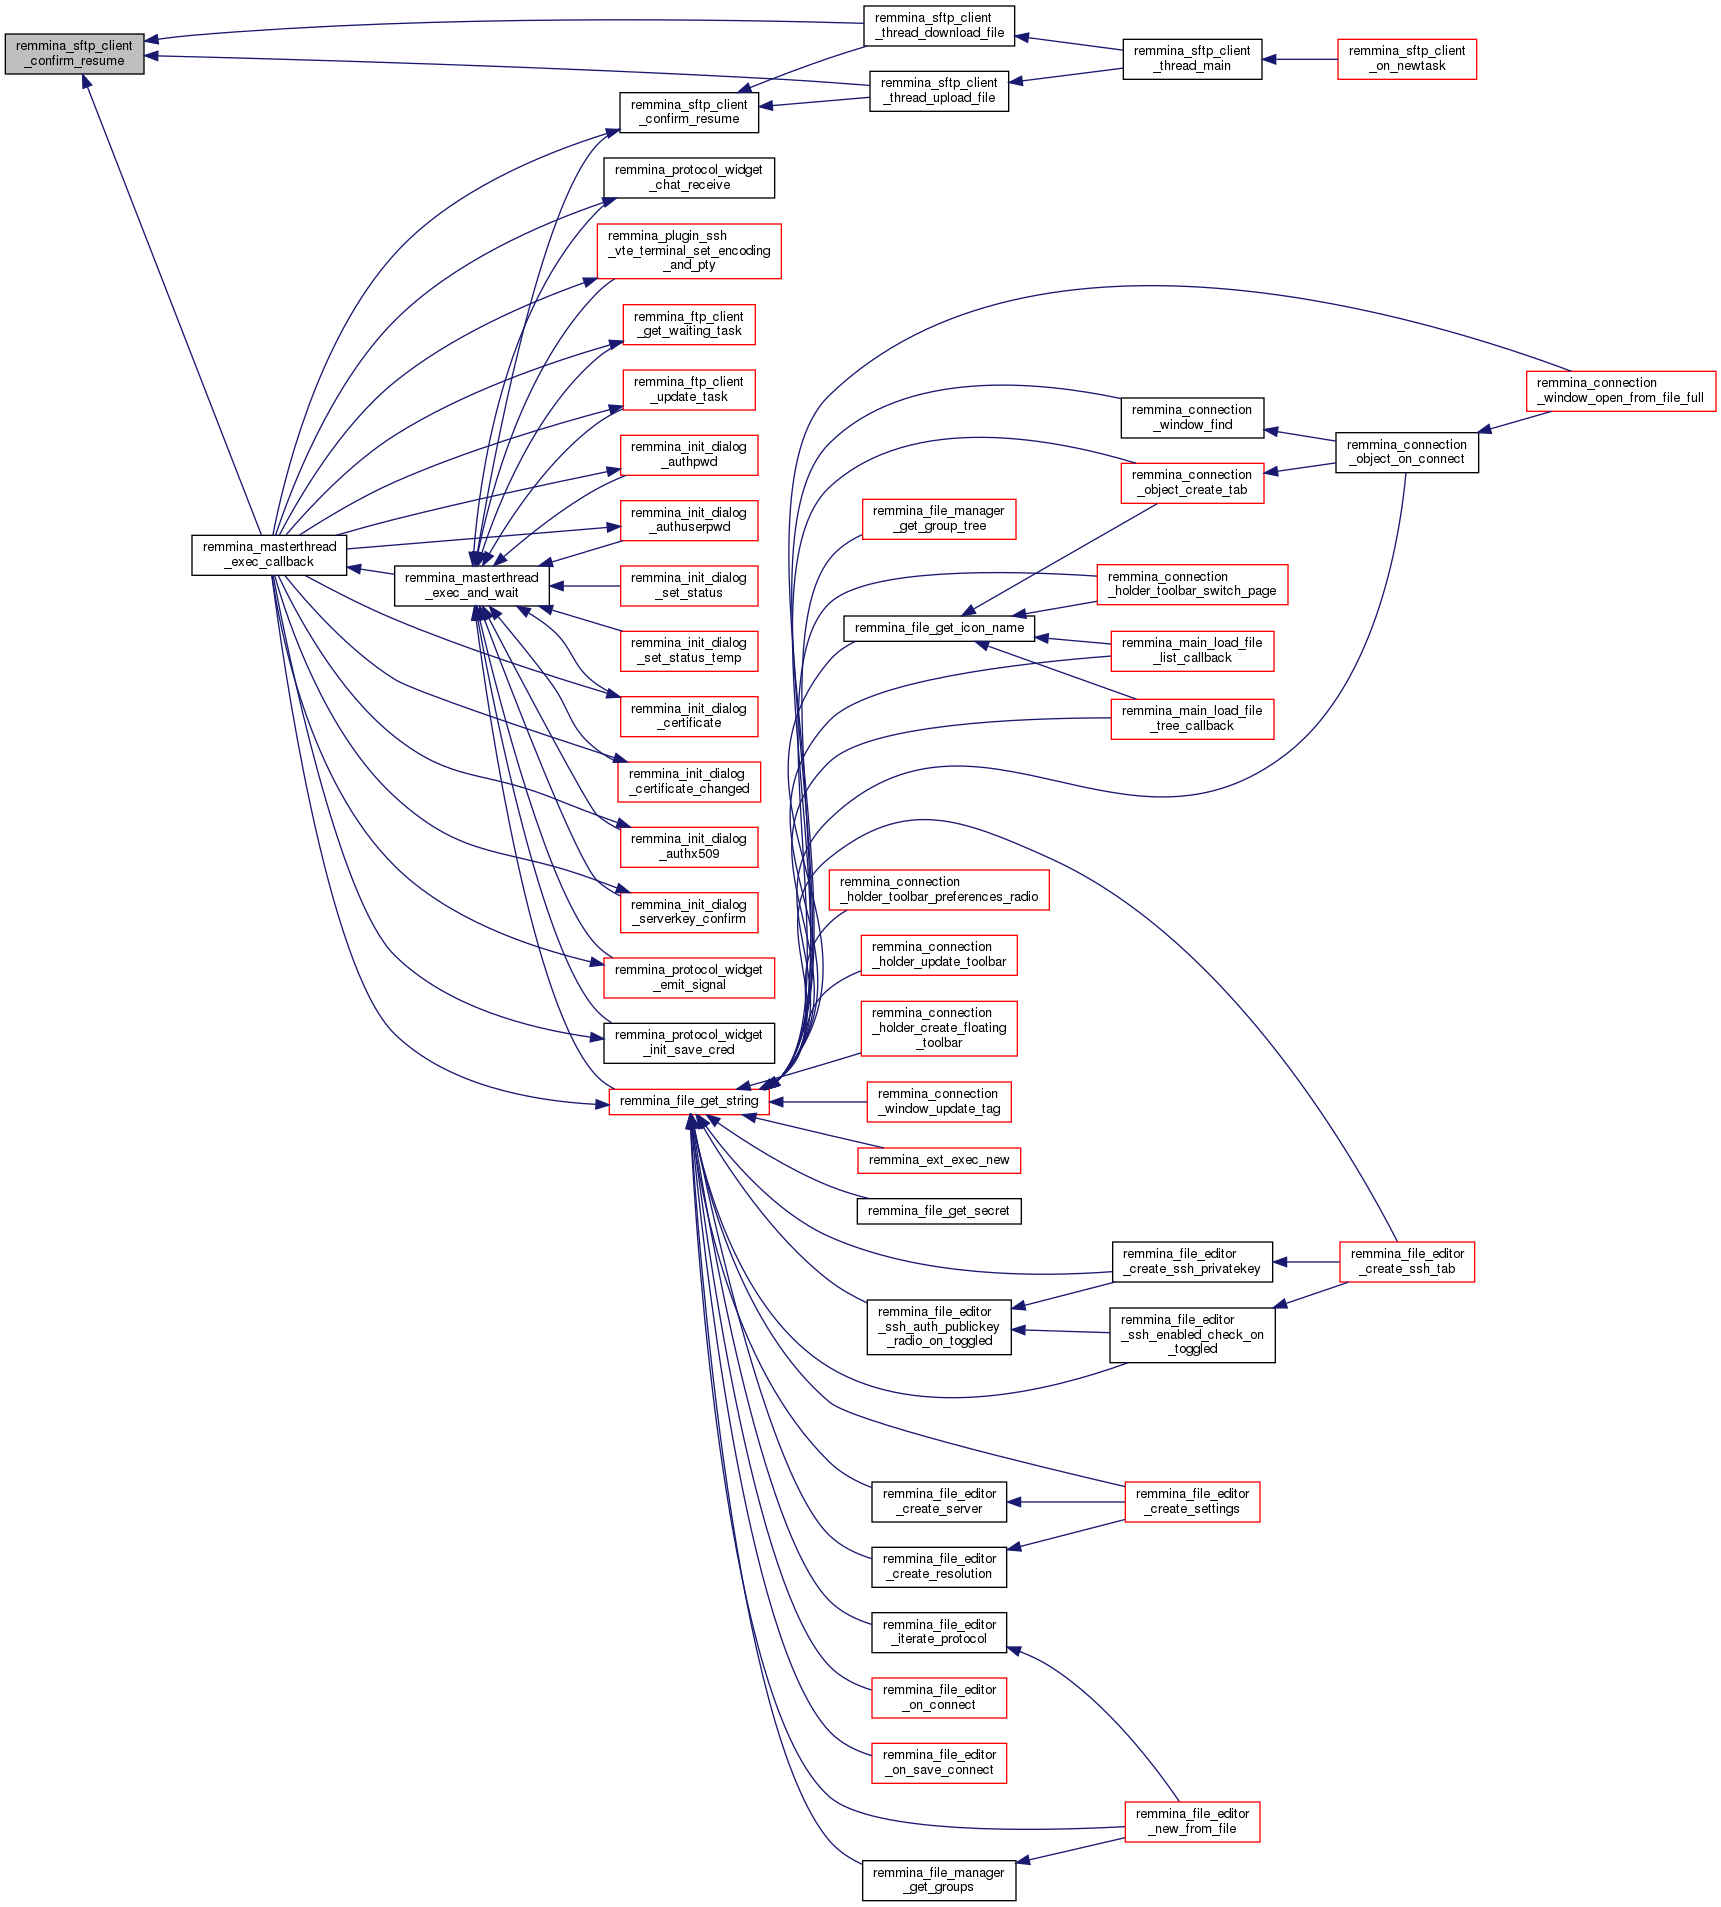 remmina_sftp_client
_confirm_resume
remmina_sftp_client
_thread_download_file
remmina_sftp_client
_thread_main
remmina_sftp_client
_on_newtask
remmina_sftp_client
_thread_upload_file
remmina_sftp_client
_confirm_resume
remmina_protocol_widget
_chat_receive
remmina_plugin_ssh
_vte_terminal_set_encoding
_and_pty
remmina_ftp_client
_get_waiting_task
remmina_ftp_client
_update_task
remmina_init_dialog
_authpwd
remmina_init_dialog
_authuserpwd
remmina_masterthread
_exec_callback
remmina_masterthread
_exec_and_wait
remmina_init_dialog
_set_status
remmina_init_dialog
_set_status_temp
remmina_init_dialog
_certificate
remmina_init_dialog
_certificate_changed
remmina_init_dialog
_authx509
remmina_init_dialog
_serverkey_confirm
remmina_protocol_widget
_emit_signal
remmina_protocol_widget
_init_save_cred
remmina_file_get_string
remmina_connection
_window_open_from_file_full
remmina_connection
_window_find
remmina_connection
_object_on_connect
remmina_connection
_object_create_tab
remmina_file_manager
_get_group_tree
remmina_connection
_holder_toolbar_switch_page
remmina_file_get_icon_name
remmina_main_load_file
_list_callback
remmina_main_load_file
_tree_callback
remmina_connection
_holder_toolbar_preferences_radio
remmina_connection
_holder_update_toolbar
remmina_connection
_holder_create_floating
_toolbar
remmina_connection
_window_update_tag
remmina_ext_exec_new
remmina_file_get_secret
remmina_file_editor
_create_ssh_privatekey
remmina_file_editor
_create_ssh_tab
remmina_file_editor
_ssh_auth_publickey
_radio_on_toggled
remmina_file_editor
_ssh_enabled_check_on
_toggled
remmina_file_editor
_create_server
remmina_file_editor
_create_settings
remmina_file_editor
_create_resolution
remmina_file_editor
_iterate_protocol
remmina_file_editor
_on_connect
remmina_file_editor
_on_save_connect
remmina_file_editor
_new_from_file
remmina_file_manager
_get_groups